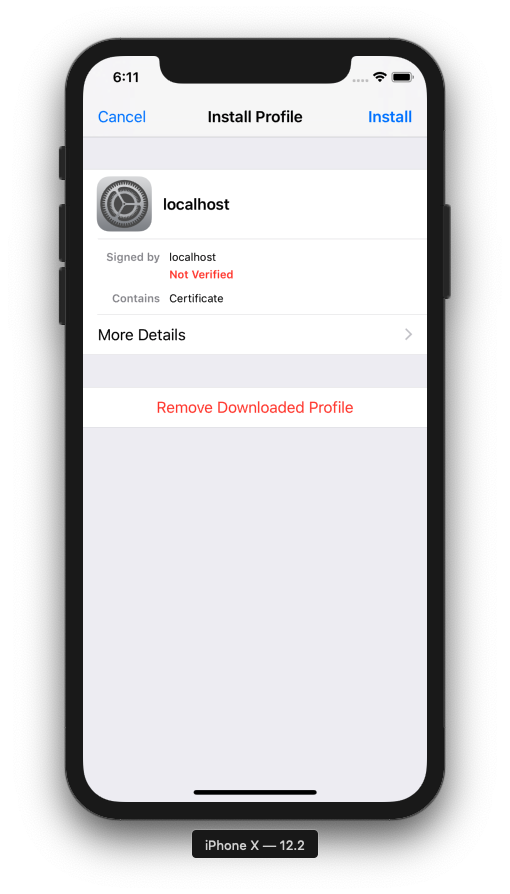 6:11
Cancel Install Profile Install
localhost
Signed by localhost
Not Verified
Contains Certificate
More Details
Remove Downloaded Profile
iPhone X — 12.2